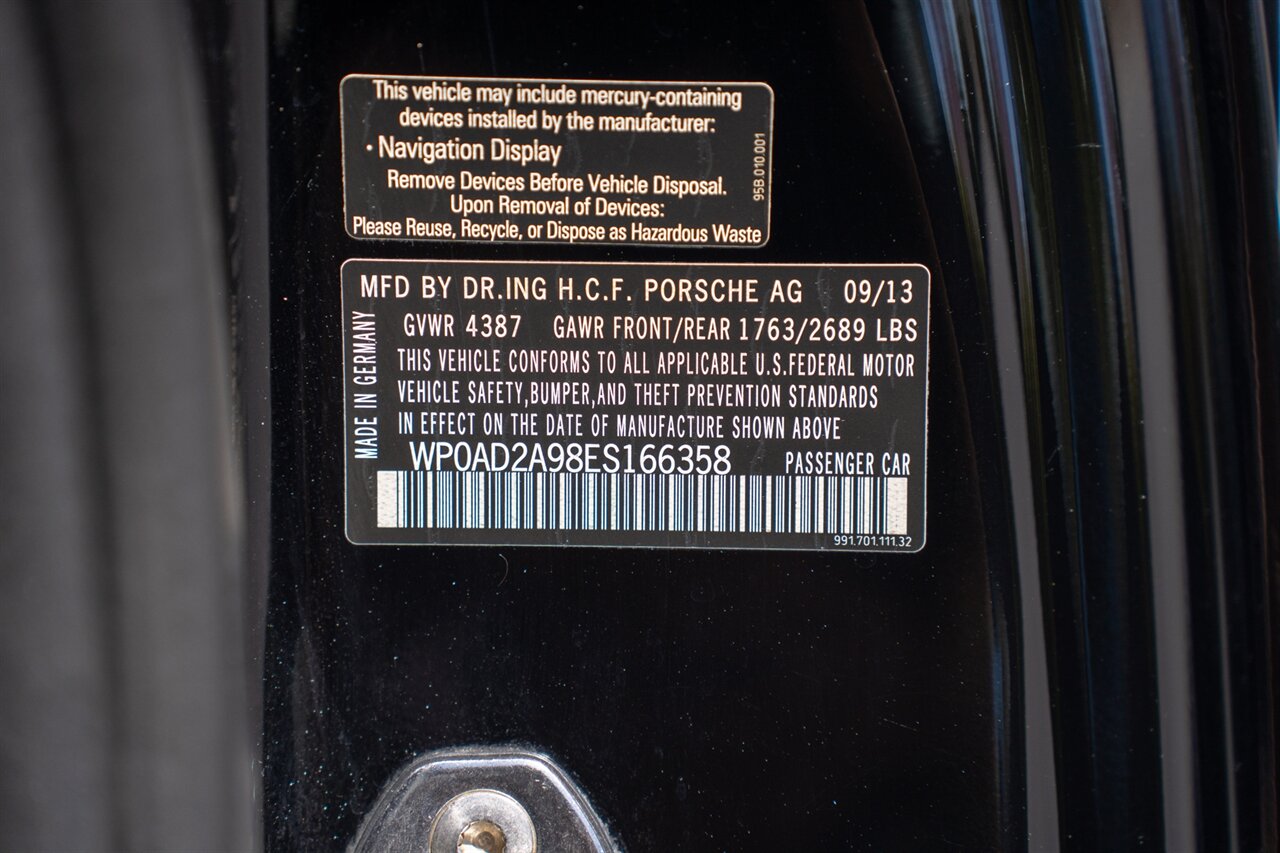 This vehicle may include mercury-containing
devices installed by the manufacturer:
· Navigation Display
Remove Devices Before Vehicle Disposal.
Upon Removal of Devices:
Please Reuse, Recycle, or Dispose as Hazardous Waste
95B.010.001
MFD BY DR.ING H.C.F. PORSCHE AG 09/13
GVWR 4387 GAWR FRONT/REAR 1763/2689 LBS
THIS VEHICLE CONFORMS TO ALL APPLICABLE U.S.FEDERAL MOTOR
VEHICLE SAFETY,BUMPER,AND THEFT PREVENTION STANDARDS
IN EFFECT ON THE DATE OF MANUFACTURE SHOWN ABOVE
MADE IN GERMANY
WP0AD2A98ES166358 PASSENGER CAR
991.701.111.32